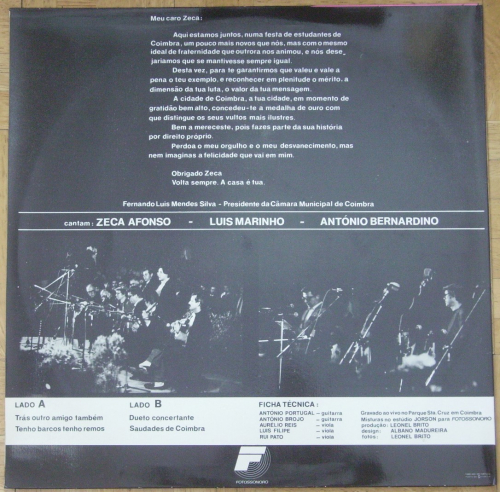 Meu caro Zeca:
Aqui estamos juntos, numa festa de estudantes de
Coimbra, um pouco mais novos que nós, mas com o mesmo
ideal de fraternidade que outrora nos animou, e nós dese_
jaríamos que se mantivesse sempre igual.
Desta vez, para te garantirmos que valeu e vale a
pena o teu exemplo, e reconhecer em plenitude o mérito, a
dimensão da tua luta, o valor da tua mensagem.
A cidade de Coimbra, a tua cidade, em momento de
gratidão bem alto, concedeu-te a medalha de ouro com
que distingue os seus vultos mais ilustres.
Bem a mereceste, pois fazes parte da sua história
por direito próprio.
Perdoa o meu orgulho e o meu desvanecimento, mas
nem imaginas a felicidade que vai em mim.
Obrigado Zeca
Volta sempre. A casa é tua.
Fernando Luis Mendes Silva - Presidente da Câmara Municipal de Coimbra
cantam: ZECA AFONSO - LUIS MARINHO - ANTÓNIO BERNARDINO
LADO A
Trás outro amigo também
Tenho barcos tenho remos
LADO B
Dueto concertante
Saudades de Coimbra
FICHA TÉCNICA:
ANTÓNIO PORTUGAL - guitarra
ANTÓNIO BROJO - guitarra
AURÉLIO REIS - viola
LUIS FILIPE - viola
RUI PATO - viola
Gravado ao vivo no Parque Sta. Cruz em Coimbra.
Mistura no estúdio JORSOM para FOTOSSONORO
produção: LEONEL BRITO
design: ALBANO MADUREIRA
fotos: LEONEL BRITO
FOTOSSONORO